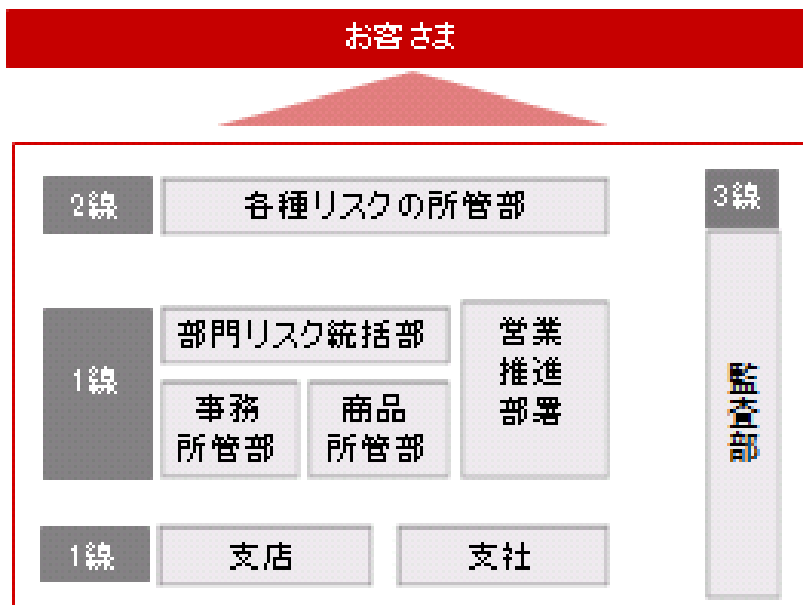 お客さま
2線
各種リスクの所管部
3線
1線
部門リスク統括部
営業
推進
部署
事務
所管部
商品
所管部
監査部
1線
支店
支社